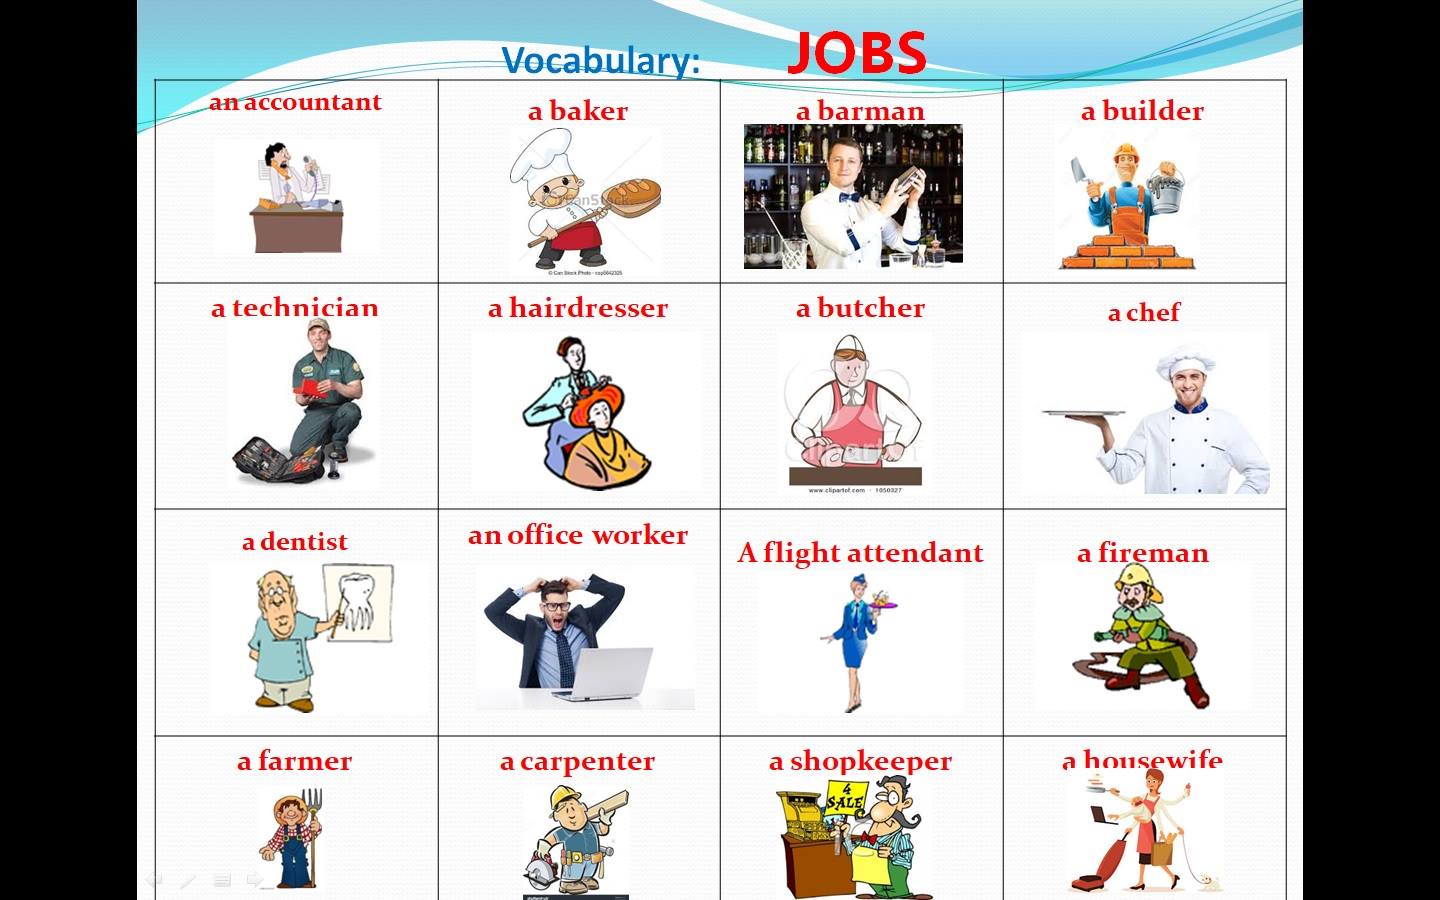 Vocabulary: JOBS
an accountant
a baker
a barman
a builder
© Can Stock Photo - csp5642325
a technician
a hairdresser
a butcher
a chef
www.clipartof.com · 1050327
a dentist
an office worker
A flight attendant
a fireman
a farmer
a carpenter
a shopkeeper
a housewife
4
SALE